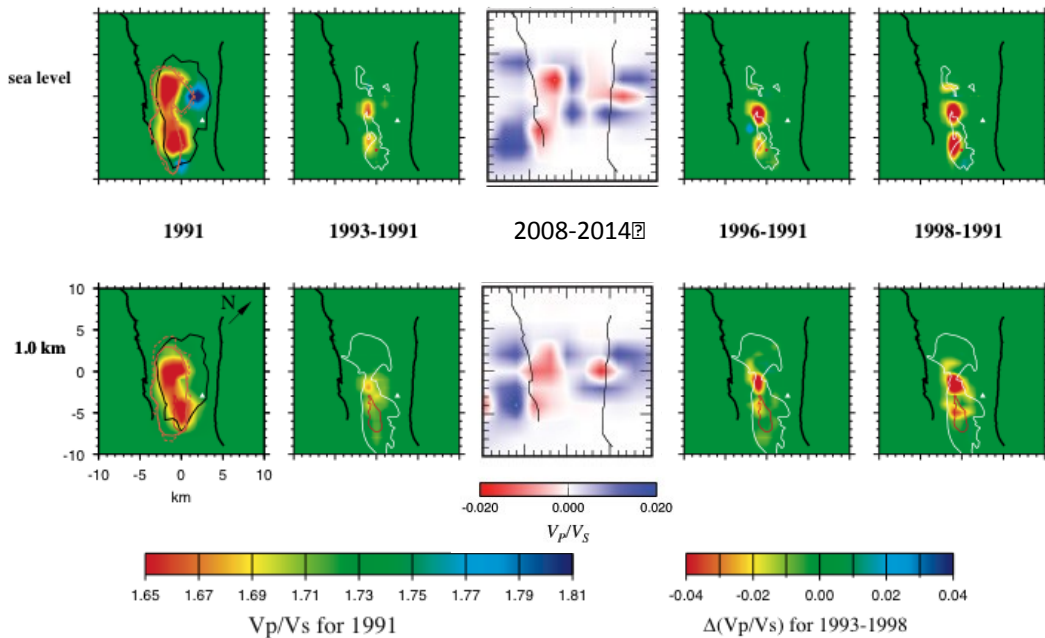 sea level
1991 1993-1991 2008-2014⍰ 1996-1991 1998-1991
10
5
0
-5
-10
N
1.0 km
-10 -5 0 5 10
km
-0.020 0.000 0.020
VP/VS
1.65 1.67 1.69 1.71 1.73 1.75 1.77 1.79 1.81
Vp/Vs for 1991
-0.04 -0.02 0.00 0.02 0.04
Δ(Vp/Vs) for 1993-1998